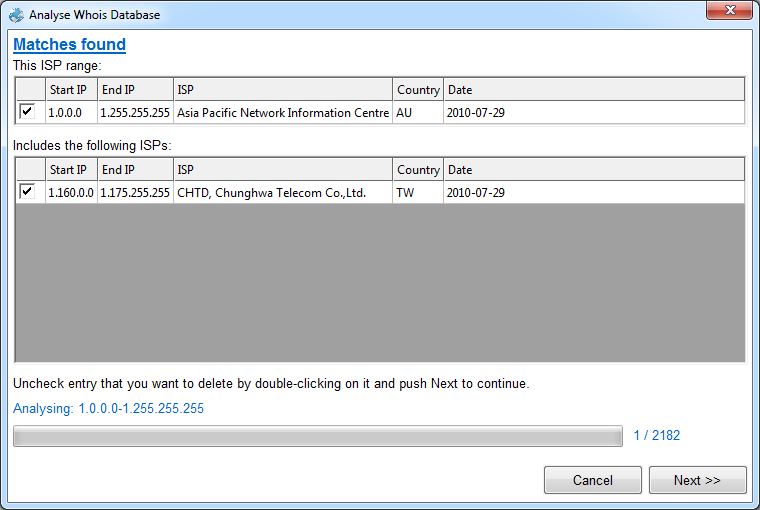 Analyse Whois Database
Matches found
This ISP range:
Start IP End IP ISP Country Date
1.0.0.0 1.255.255.255 Asia Pacific Network Information Centre AU 2010-07-29
Includes the following ISPs:
Start IP End IP ISP Country Date
1.160.0.0 1.175.255.255 CHTD, Chunghwa Telecom Co.,Ltd. TW 2010-07-29
Uncheck entry that you want to delete by double-clicking on it and push Next to continue.
Analysing: 1.0.0.0-1.255.255.255
1 / 2182
Cancel Next >>